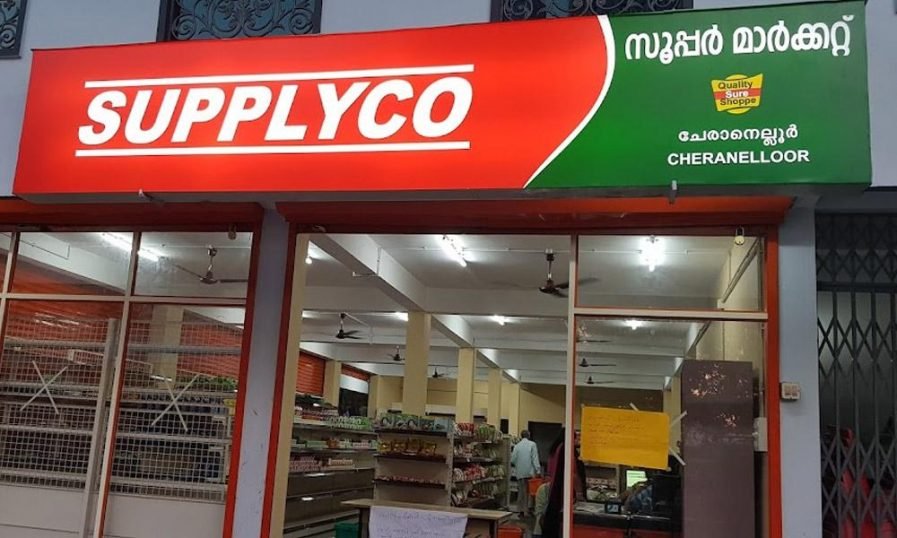 SUPPLYCO
സൂപ്പർ മാർക്കറ്റ്
Quality
Sure
Shoppe
ചേരാനെല്ലൂർ
CHERANELLOOR